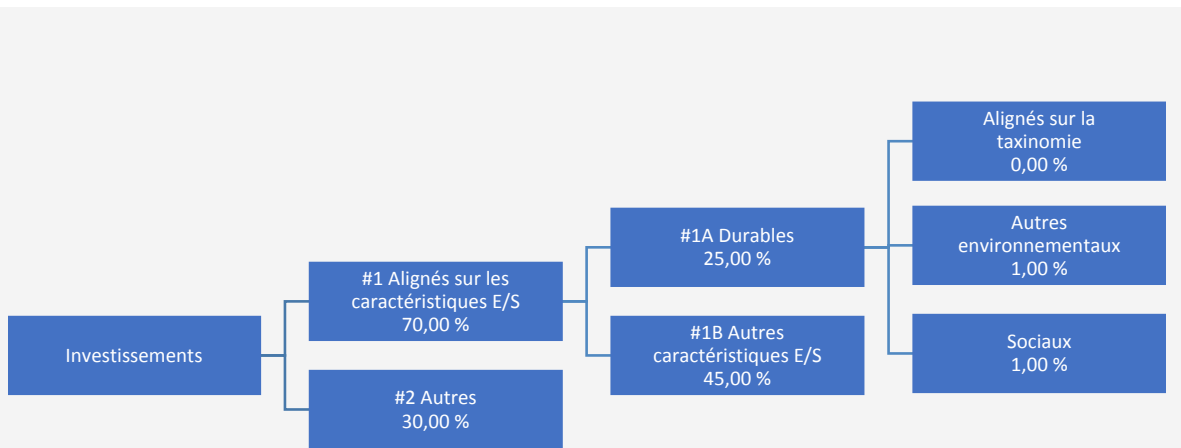 Investissements
#1 Alignés sur les
caractéristiques E/S
70,00 %
#2 Autres
30,00 %
#1A Durables
25,00 %
#1B Autres
caractéristiques E/S
45,00 %
Alignés sur la
taxinomie
0,00 %
Autres
environnementaux
1,00 %
Sociaux
1,00 %